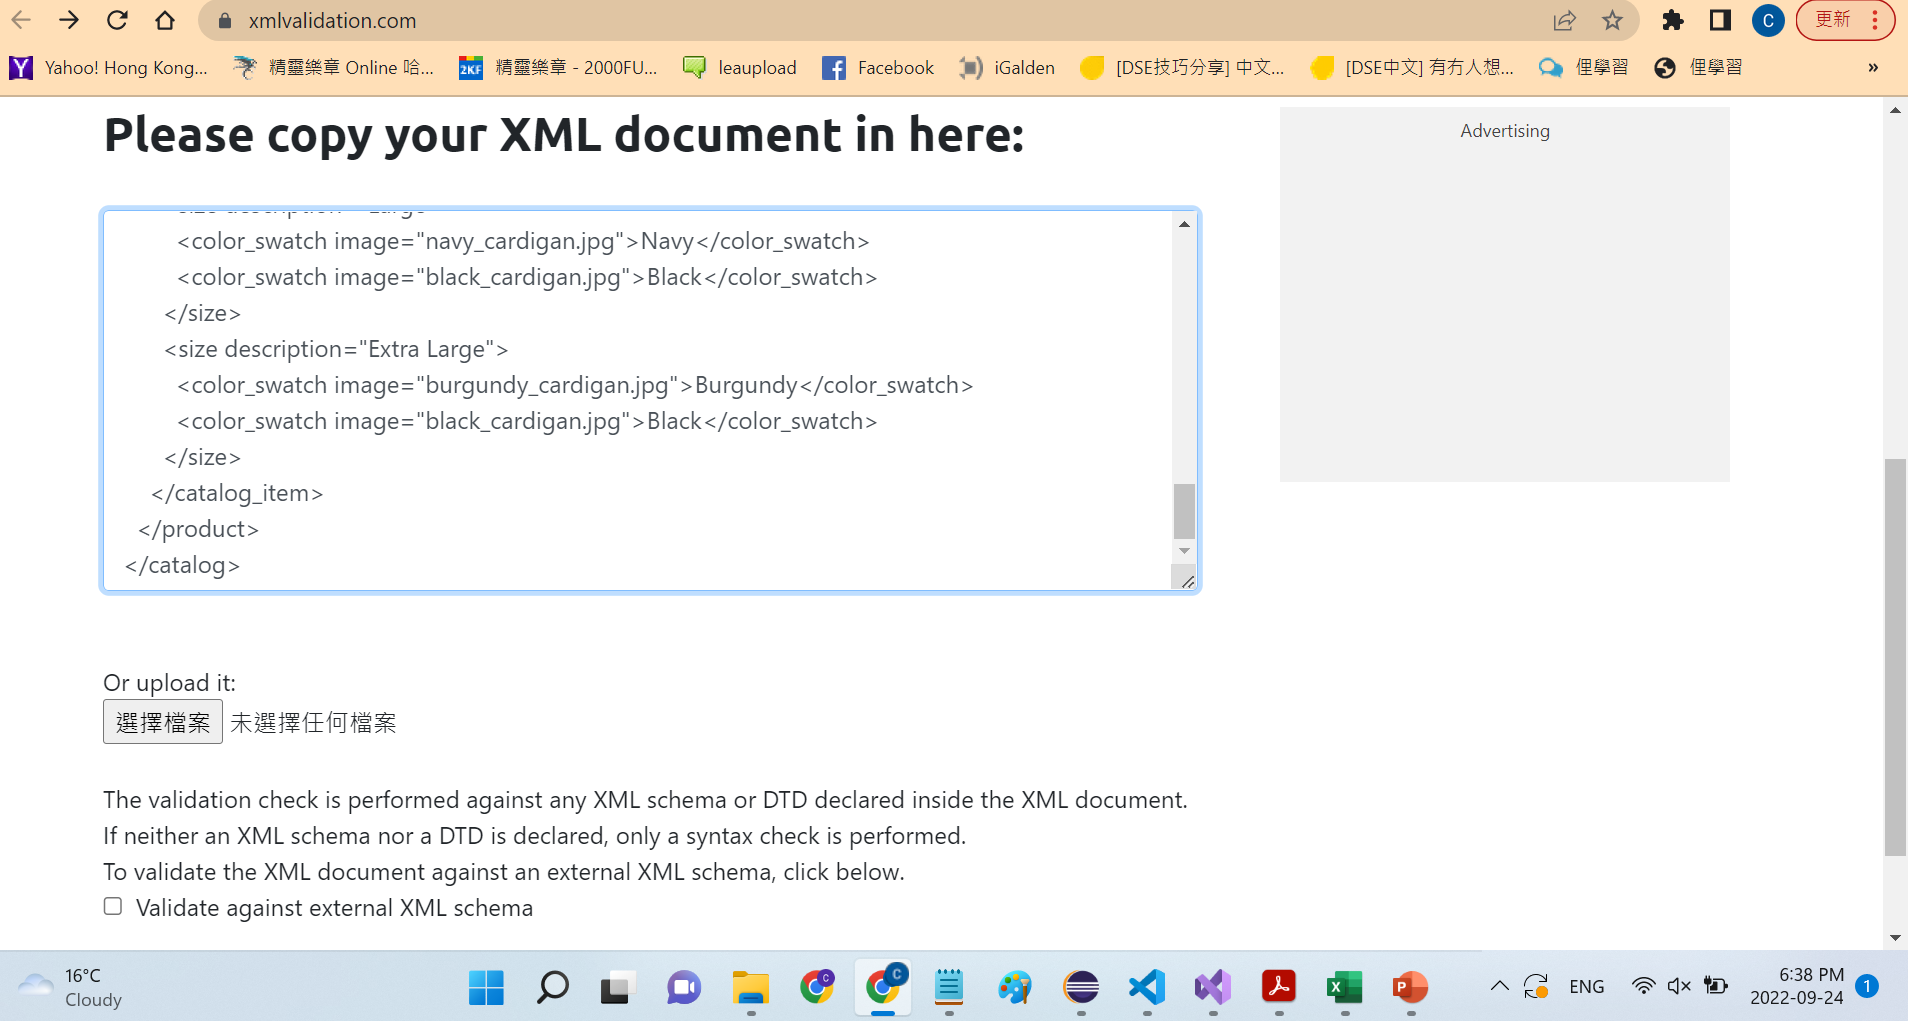 xmlvalidation.com
C
更新
Yahoo! Hong Kong...
精靈樂章 Online 哈...
2KF 精靈樂章 - 2000FU...
leaupload
Facebook
iGalden
[DSE技巧分享] 中文...
[DSE中文] 有冇人想...
俚學習
俚學習
»
Please copy your XML document in here:
Advertising
<color_swatch image="navy_cardigan.jpg">Navy</color_swatch>
<color_swatch image="black_cardigan.jpg">Black</color_swatch>
</size>
<size description="Extra Large">
<color_swatch image="burgundy_cardigan.jpg">Burgundy</color_swatch>
<color_swatch image="black_cardigan.jpg">Black</color_swatch>
</size>
</catalog_item>
</product>
</catalog>
Or upload it:
選擇檔案 未選擇任何檔案
The validation check is performed against any XML schema or DTD declared inside the XML document.
If neither an XML schema nor a DTD is declared, only a syntax check is performed.
To validate the XML document against an external XML schema, click below.
Validate against external XML schema
16°C
Cloudy
ENG
6:38 PM
2022-09-24
1